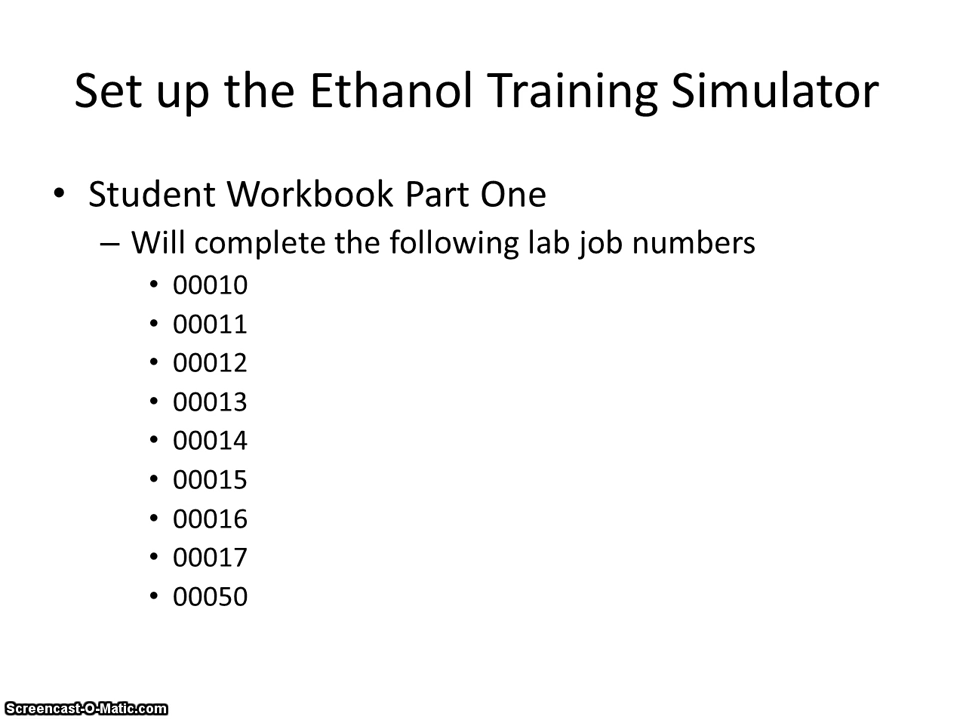 Set up the Ethanol Training Simulator
• Student Workbook Part One
– Will complete the following lab job numbers
• 00010
• 00011
• 00012
• 00013
• 00014
• 00015
• 00016
• 00017
• 00050
Screencast-O-Matic.com